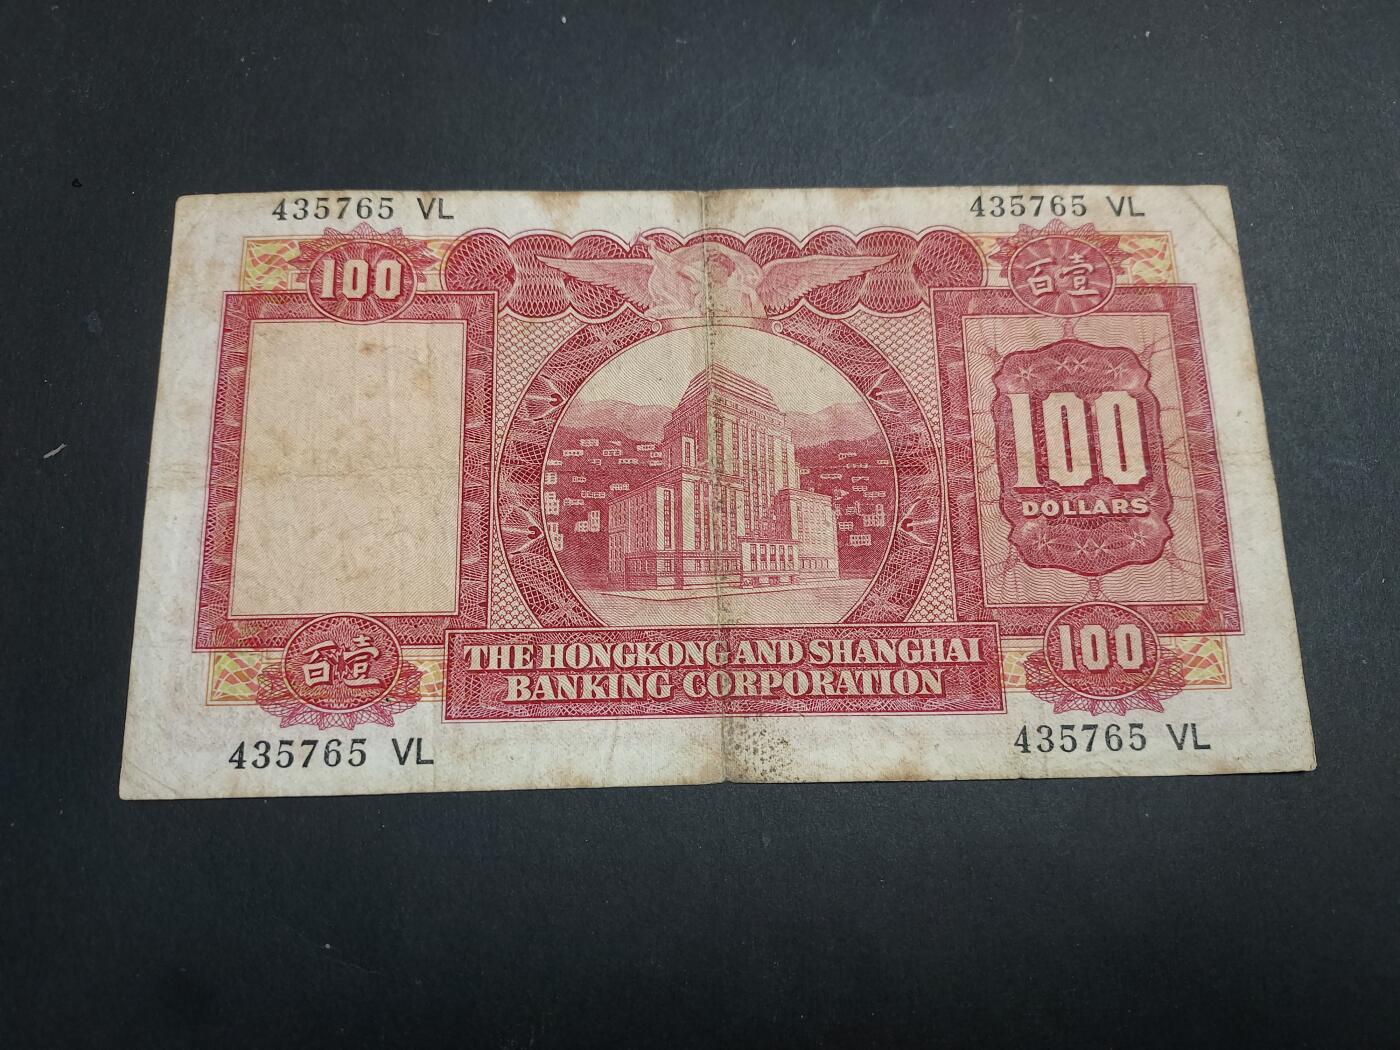 435765 VL
435765 VL
100
百壹
100
DOLLARS
THE HONGKONG AND SHANGHAI
BANKING CORPORATION
百壹
100
435765 VL
435765 VL